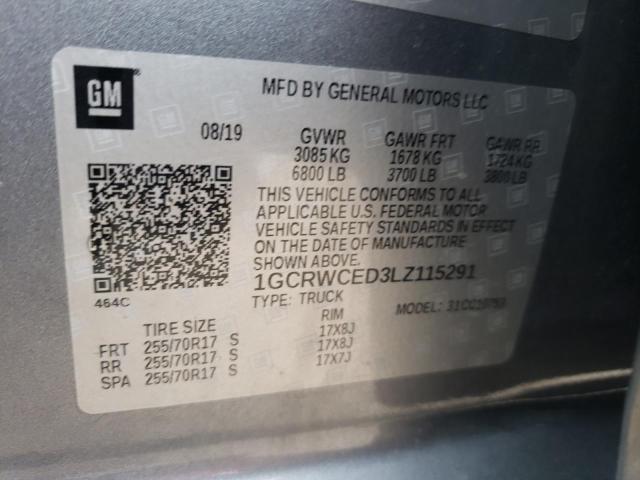 GM
MFD BY GENERAL MOTORS LLC
08/19 GVWR GAWR FRT GAWR RR
3085 KG 1678 KG 1724 KG
6800 LB 3700 LB 3800 LB
THIS VEHICLE CONFORMS TO ALL
APPLICABLE U.S. FEDERAL MOTOR
VEHICLE SAFETY STANDARDS IN EFFECT
ON THE DATE OF MANUFACTURE
SHOWN ABOVE.
1GCRWCED3LZ115291
464C
TYPE: TRUCK MODEL:
TIRE SIZE RIM
FRT 255/70R17 S 17X8J
RR 255/70R17 S 17X8J
SPA 255/70R17 S 17X7J